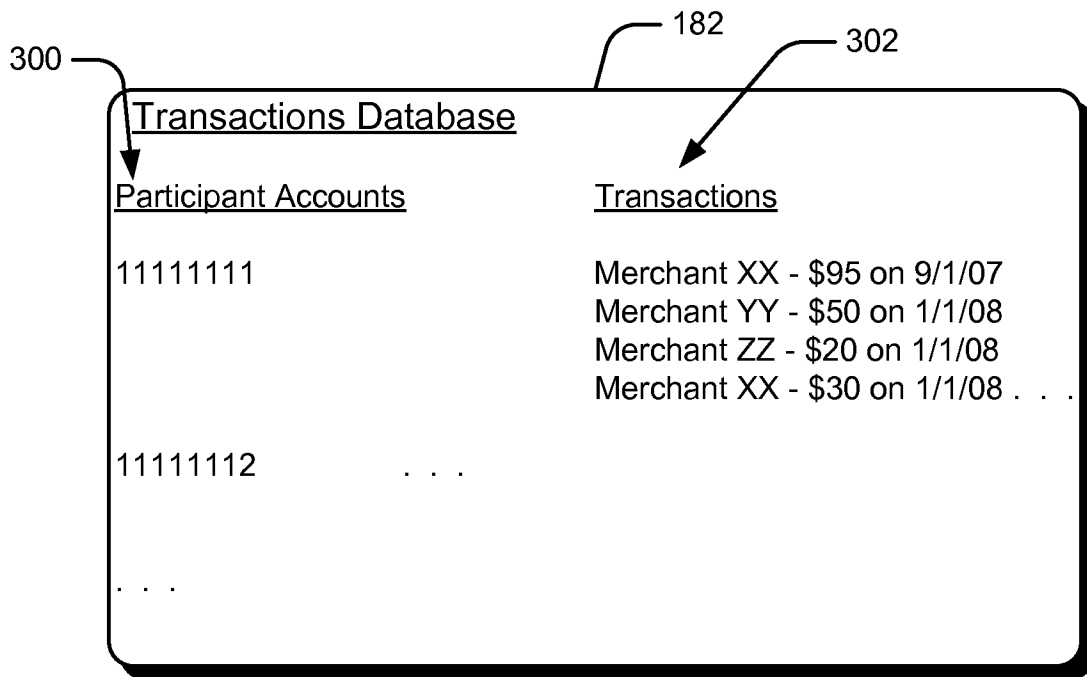 182
302
300
Transactions Database
Participant Accounts Transactions
11111111 Merchant XX - $95 on 9/1/07
Merchant YY - $50 on 1/1/08
Merchant ZZ - $20 on 1/1/08
Merchant XX - $30 on 1/1/08 . . .
11111112 . . .
. . .